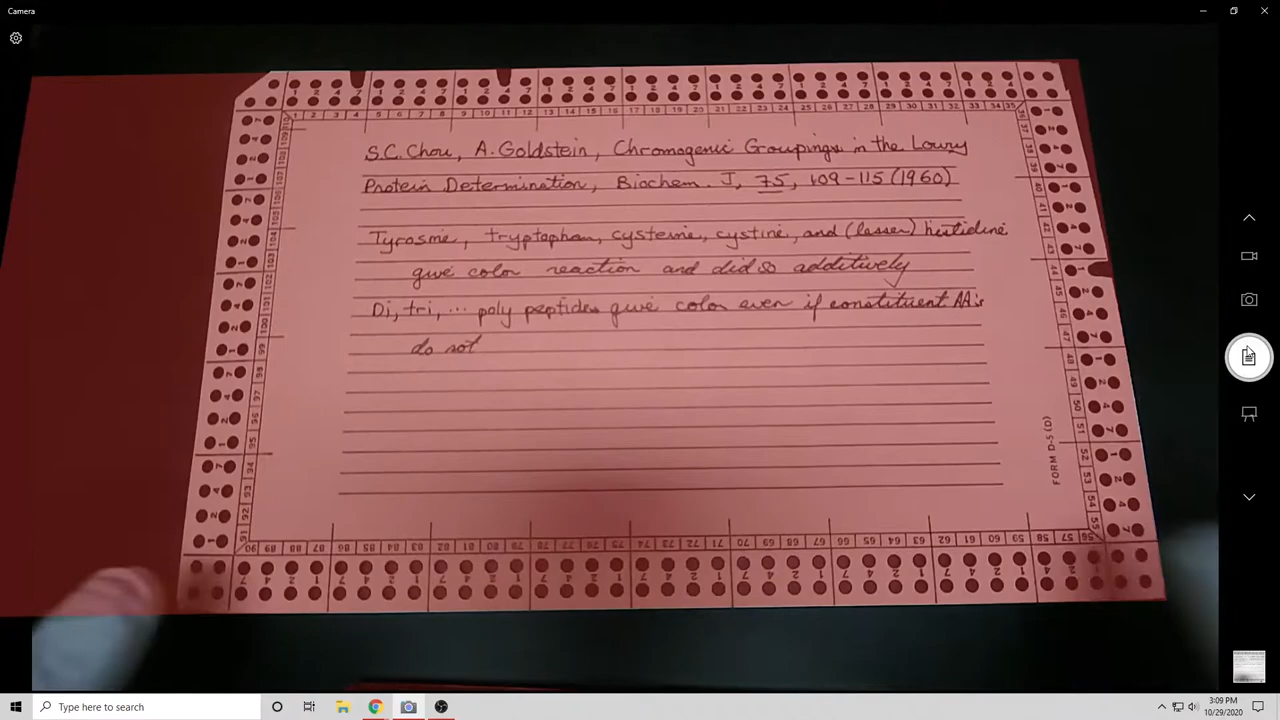 Camera
S.C. Chou, A. Goldstein, Chromogenic Groupings in the Lowry
Protein Determination, Biochem. J, 75, 109-115 (1960)
Tyrosine, tryptophan, cysteine, cystine, and (lesser) histidine
give color reaction and did so additively
Di, tri, ... poly peptides give color even if constituent AA's
do not
FORM D-5 (D)
Type here to search
3:09 PM
10/29/2020